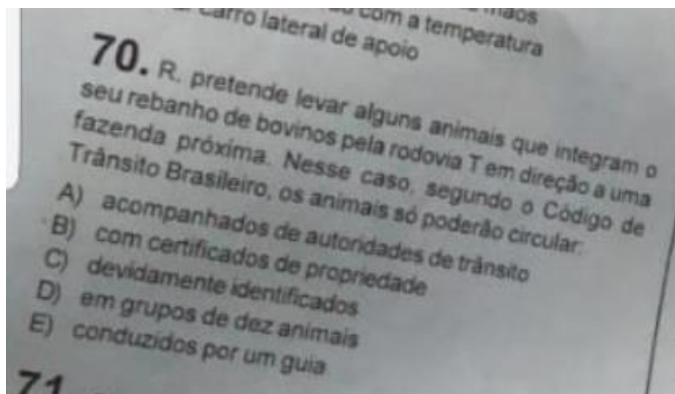 com a temperatura
carro lateral de apoio
70. R. pretende levar alguns animais que integram o
seu rebanho de bovinos pela rodovia T em direção a uma
fazenda próxima. Nesse caso, segundo o Código de
Trânsito Brasileiro, os animais só poderão circular:
A) acompanhados de autoridades de trânsito
B) com certificados de propriedade
C) devidamente identificados
D) em grupos de dez animais
E) conduzidos por um guia
71